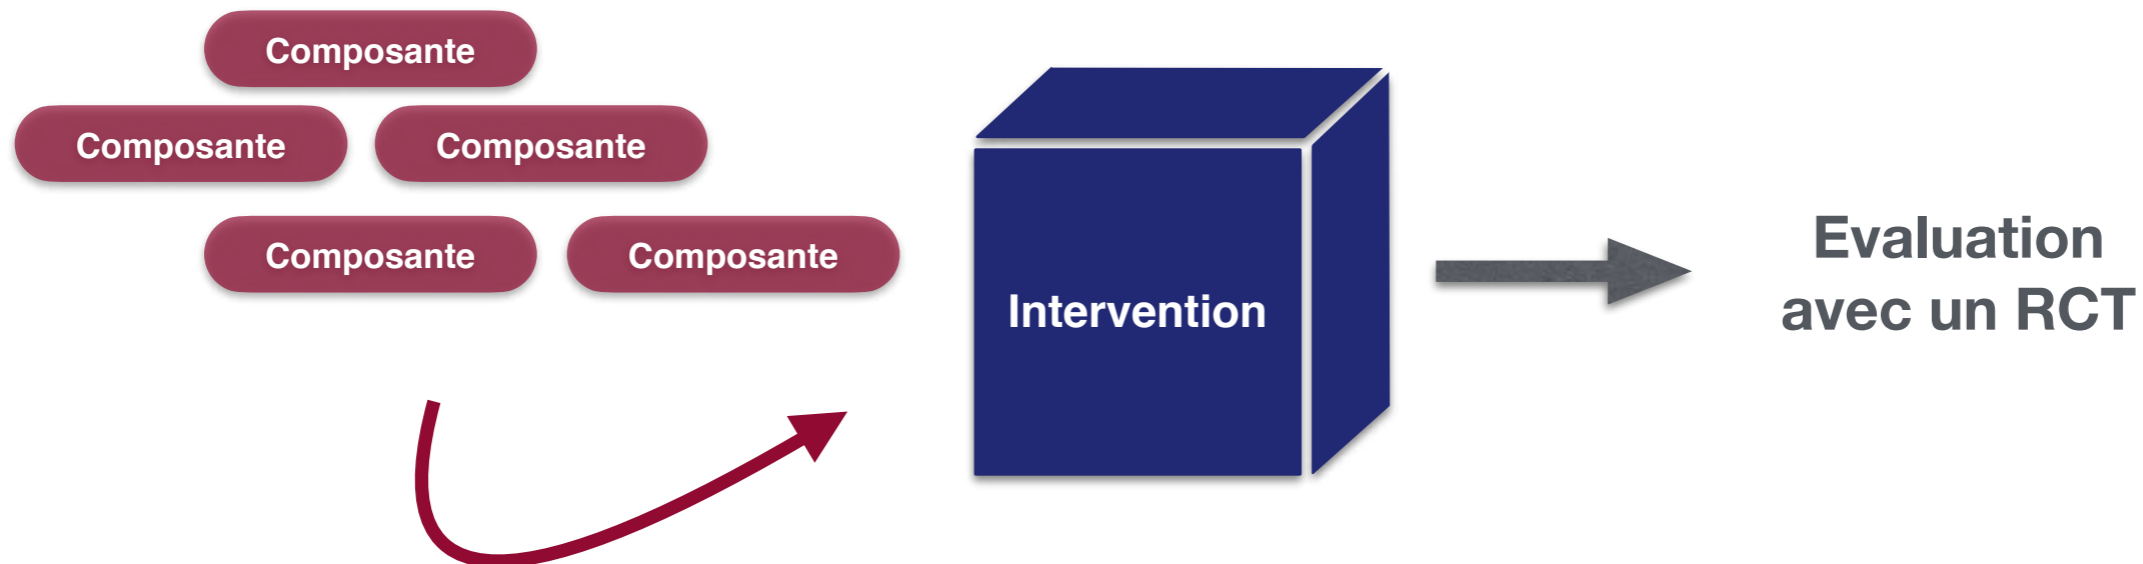 Composante
Composante
Composante
Composante
Composante
Intervention
Evaluation
avec un RCT